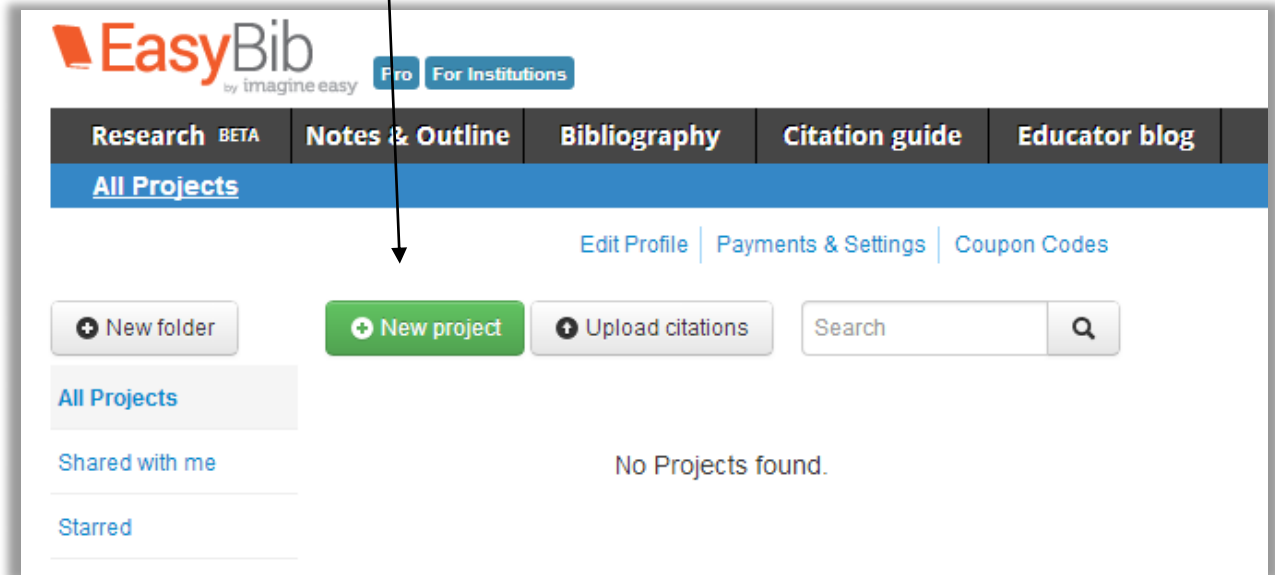 EasyBib
by imagine easy
Pro For Institutions
Research BETA Notes & Outline Bibliography Citation guide Educator blog
All Projects
Edit Profile Payments & Settings Coupon Codes
New folder New project Upload citations Search
All Projects
Shared with me
No Projects found.
Starred